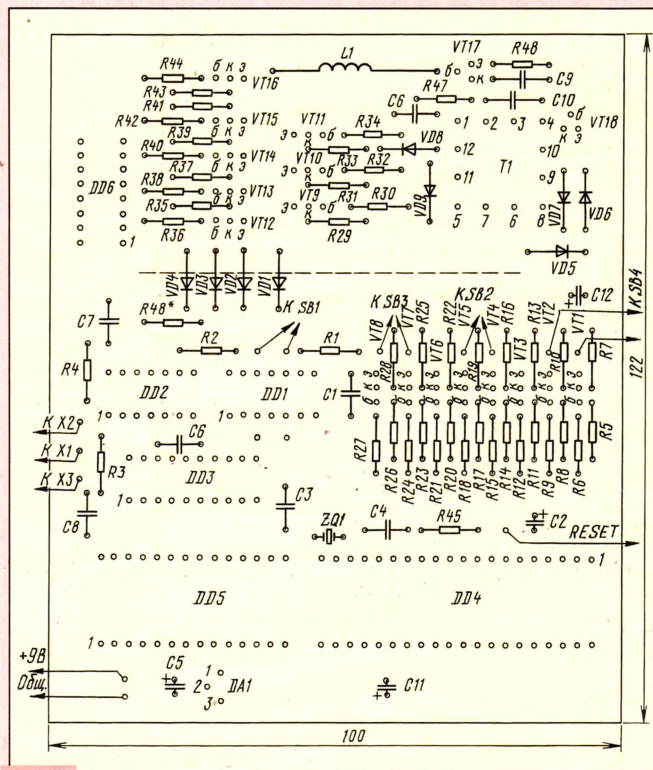 R44 L1 VT17 R48
б к э VT16 б э к
R43 R47 C9
R41 C6 C10 б
R42 VT15 VT11 R34 1 2 3 4 к э VT18
R39 б к э э к б VD8
R40 VT14 R33 12 10
R37 б к э VT10 R32 T1
DD6 э к б 11 9
R38 VT13 R31 VD9 VD7 VD6
R35 б к э VT9 R30
1 R36 VT12 э к б R29 5 7 6 8
б к э VD5
VD4 VD3 VD2 VD1
C12 +
R48* К SB1 К SB3 К SB2 К SB4
C7 VT8 VT7 R25 R22 VT5 VT4 R16 R13 VT2 VT1
R2 R1 VT6 VT3
R4 R28 R19 R10 R7
DD2 DD1 C1
б к э б к э б к э б к э
1 1
К X2
К X1 C6 R27 R5
R3 DD3 R26 R24 R23 R21 R20 R18 R17 R15 R14 R12 R11 R9 R8 R6
К X3
1 C3
C8 C4 R45 + C2
ZQ1 RESET
1
DD5 DD4
1
+9В
C5 1
Общ. + 2 DA1 C11
3 +
100
122